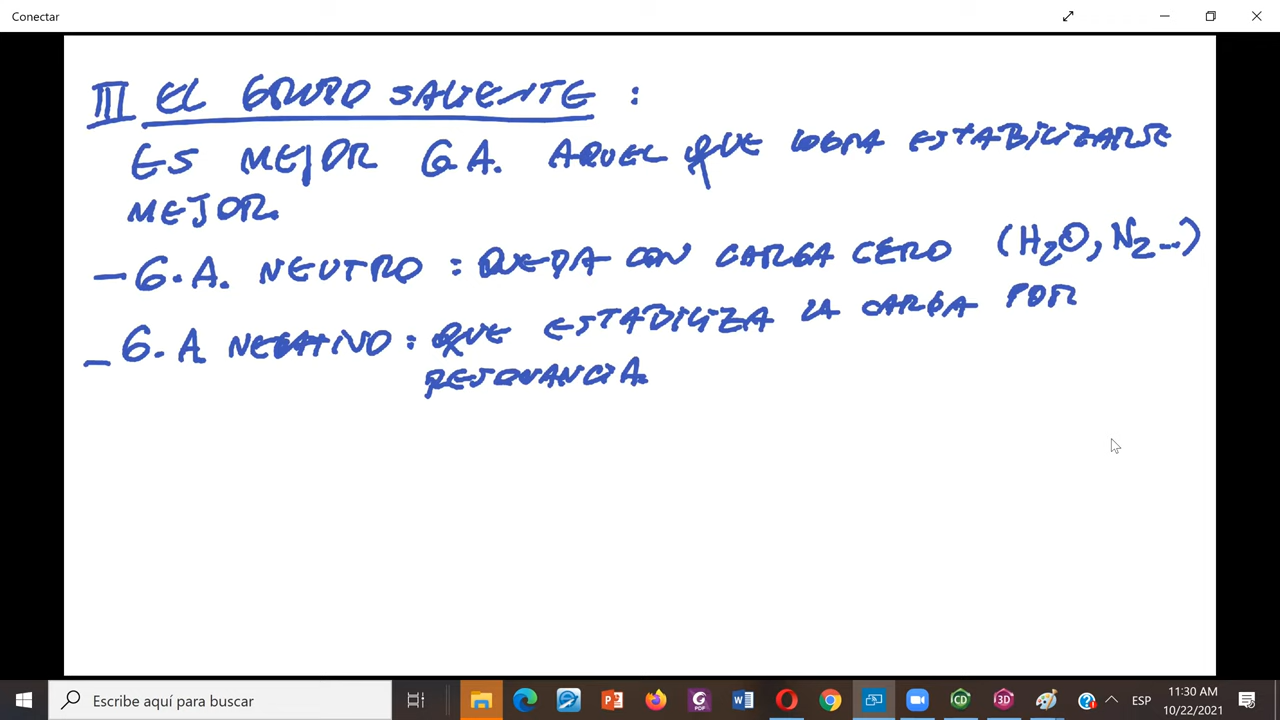 Conectar
III EL GRUPO SALIENTE :
ES MEJOR G A. AQUEL QUE LOGRA ESTABILIZARSE
MEJOR.
- G.A. NEUTRO : QUEDA CON CARGA CERO (H2O, N2...)
- G.A NEGATIVO : QUE ESTABILIZA LA CARGA POR
RESONANCIA.
Escribe aquí para buscar
ESP
11:30 AM
10/22/2021